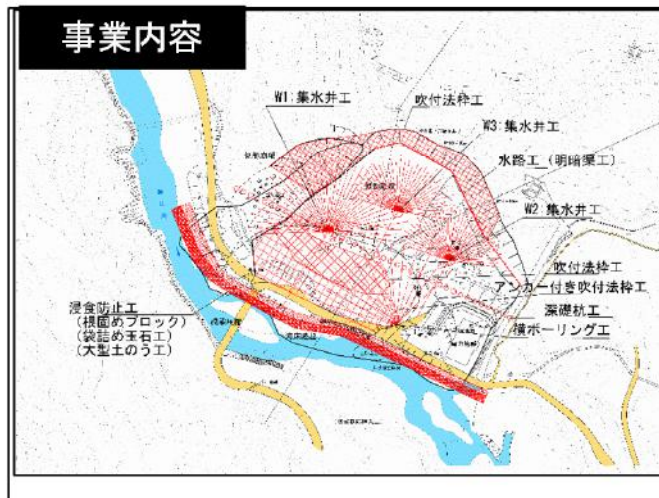 事業内容
W1:集水井工
吹付法枠工
W3:集水井工
水路工（明暗渠工）
W2:集水井工
吹付法枠工
アンカー付き吹付法枠工
深礎杭工
横ボーリング工
浸食防止工
（根固めブロック）
（袋詰め玉石工）
（大型土のう工）